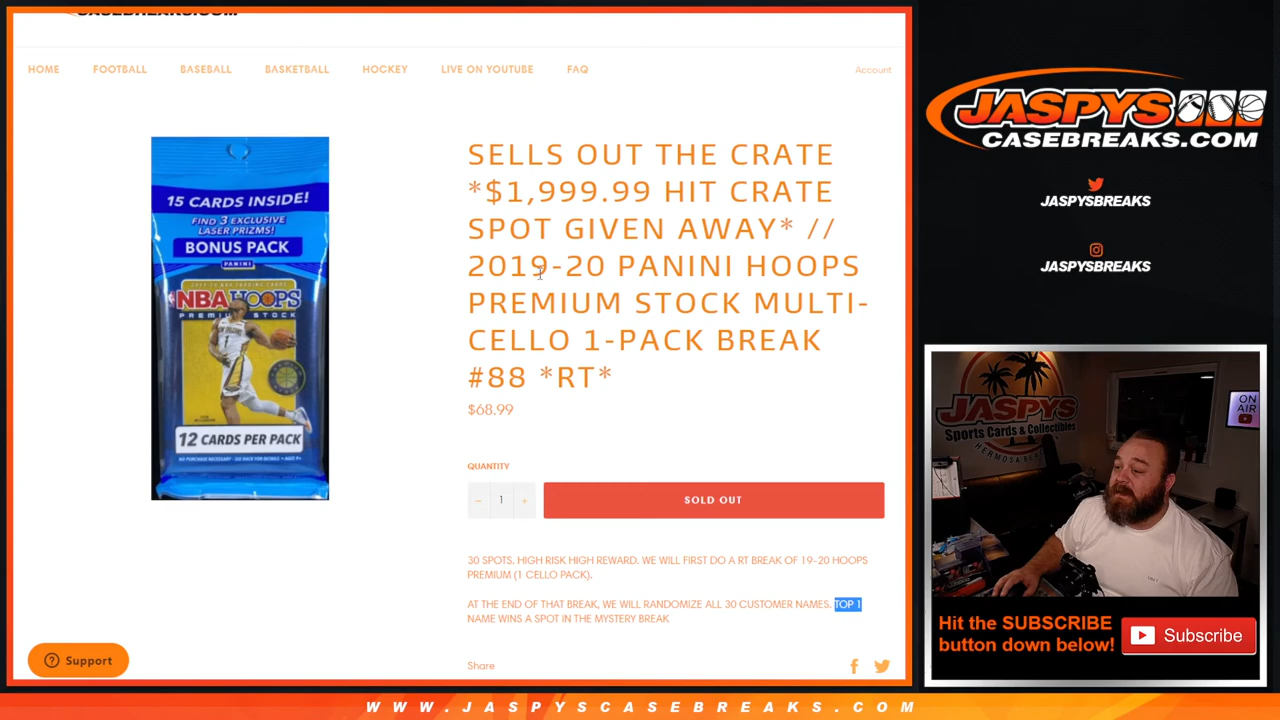 CASEBREAKS.COM
HOME FOOTBALL BASEBALL BASKETBALL HOCKEY LIVE ON YOUTUBE FAQ
Account
15 CARDS INSIDE!
FIND 3 EXCLUSIVE
LASER PRIZMS!
BONUS PACK
PANINI
NBA HOOPS
PREMIUM STOCK
12 CARDS PER PACK
SELLS OUT THE CRATE
*$1,999.99 HIT CRATE
SPOT GIVEN AWAY* //
2019-20 PANINI HOOPS
PREMIUM STOCK MULTI-
CELLO 1-PACK BREAK
#88 *RT*
$68.99
QUANTITY
− 1 +
SOLD OUT
30 SPOTS. HIGH RISK HIGH REWARD. WE WILL FIRST DO A RT BREAK OF 19-20 HOOPS
PREMIUM (1 CELLO PACK).
AT THE END OF THAT BREAK, WE WILL RANDOMIZE ALL 30 CUSTOMER NAMES. TOP 1
NAME WINS A SPOT IN THE MYSTERY BREAK
Share
Support
JASPYS
CASEBREAKS.COM
JASPYSBREAKS
JASPYSBREAKS
JASPYS
Sports Cards & Collectibles
HERMOSA BEACH
ON
AIR
Hit the SUBSCRIBE
button down below!
Subscribe
WWW.JASPYSCASEBREAKS.COM